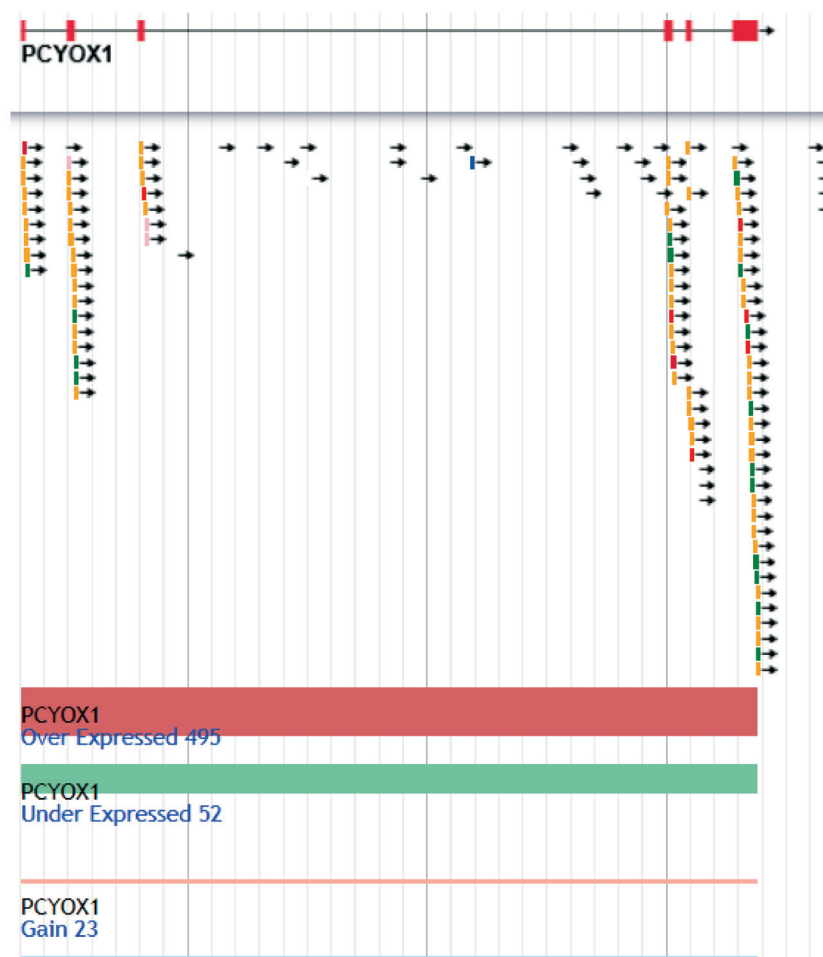 PCYOX1
PCYOX1
Over Expressed 495
PCYOX1
Under Expressed 52
PCYOX1
Gain 23